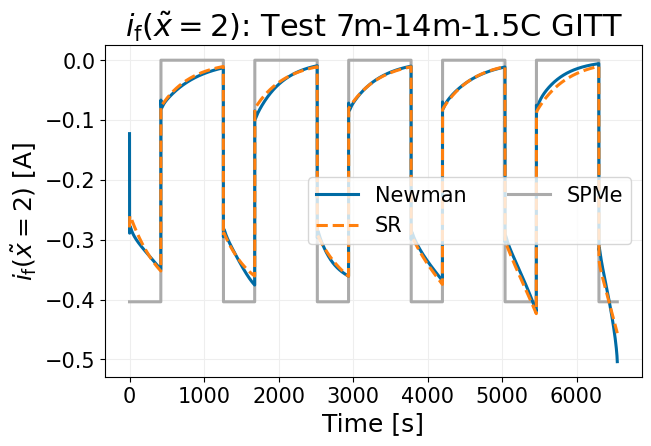 i_f(x̃ = 2): Test 7m-14m-1.5C GITT
i_f(x̃ = 2) [A]
0.0
−0.1
−0.2
−0.3
−0.4
−0.5
Newman
SR
SPMe
0 1000 2000 3000 4000 5000 6000
Time [s]